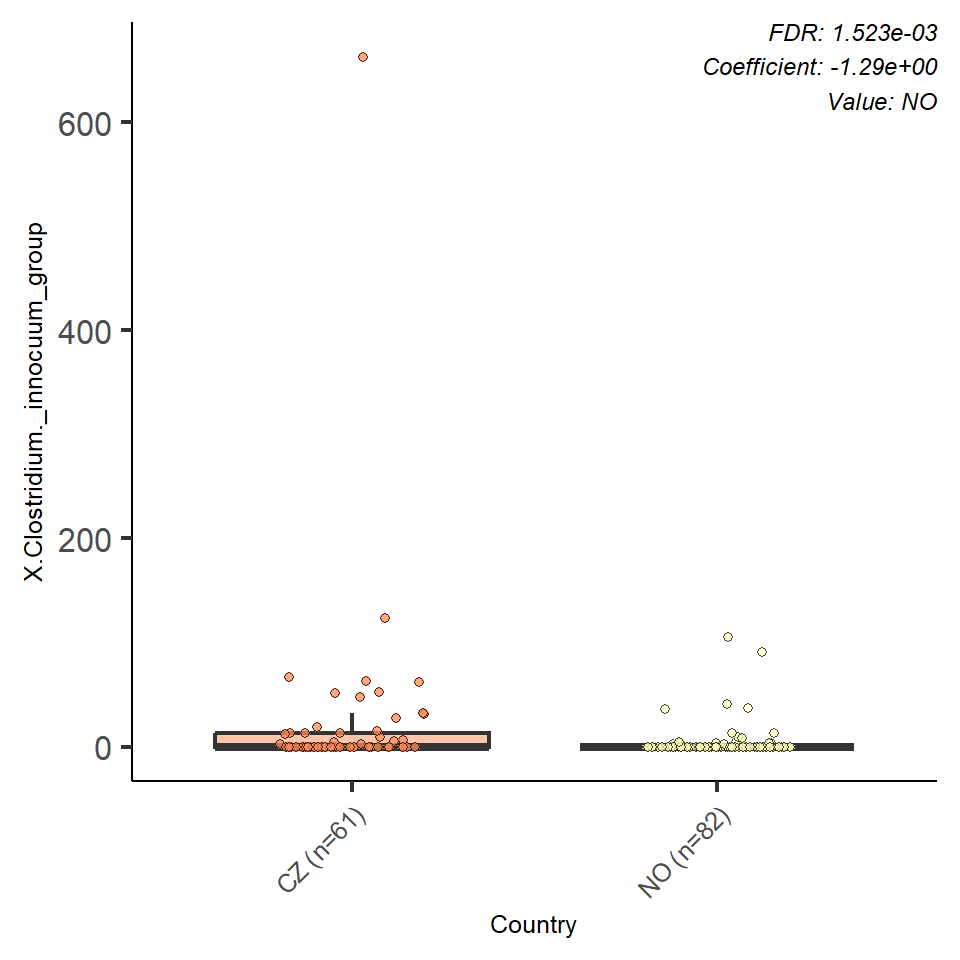 FDR: 1.523e-03
Coefficient: -1.29e+00
Value: NO
X.Clostridium._innocuum_group
600
400
200
0
CZ (n=61)
NO (n=82)
Country